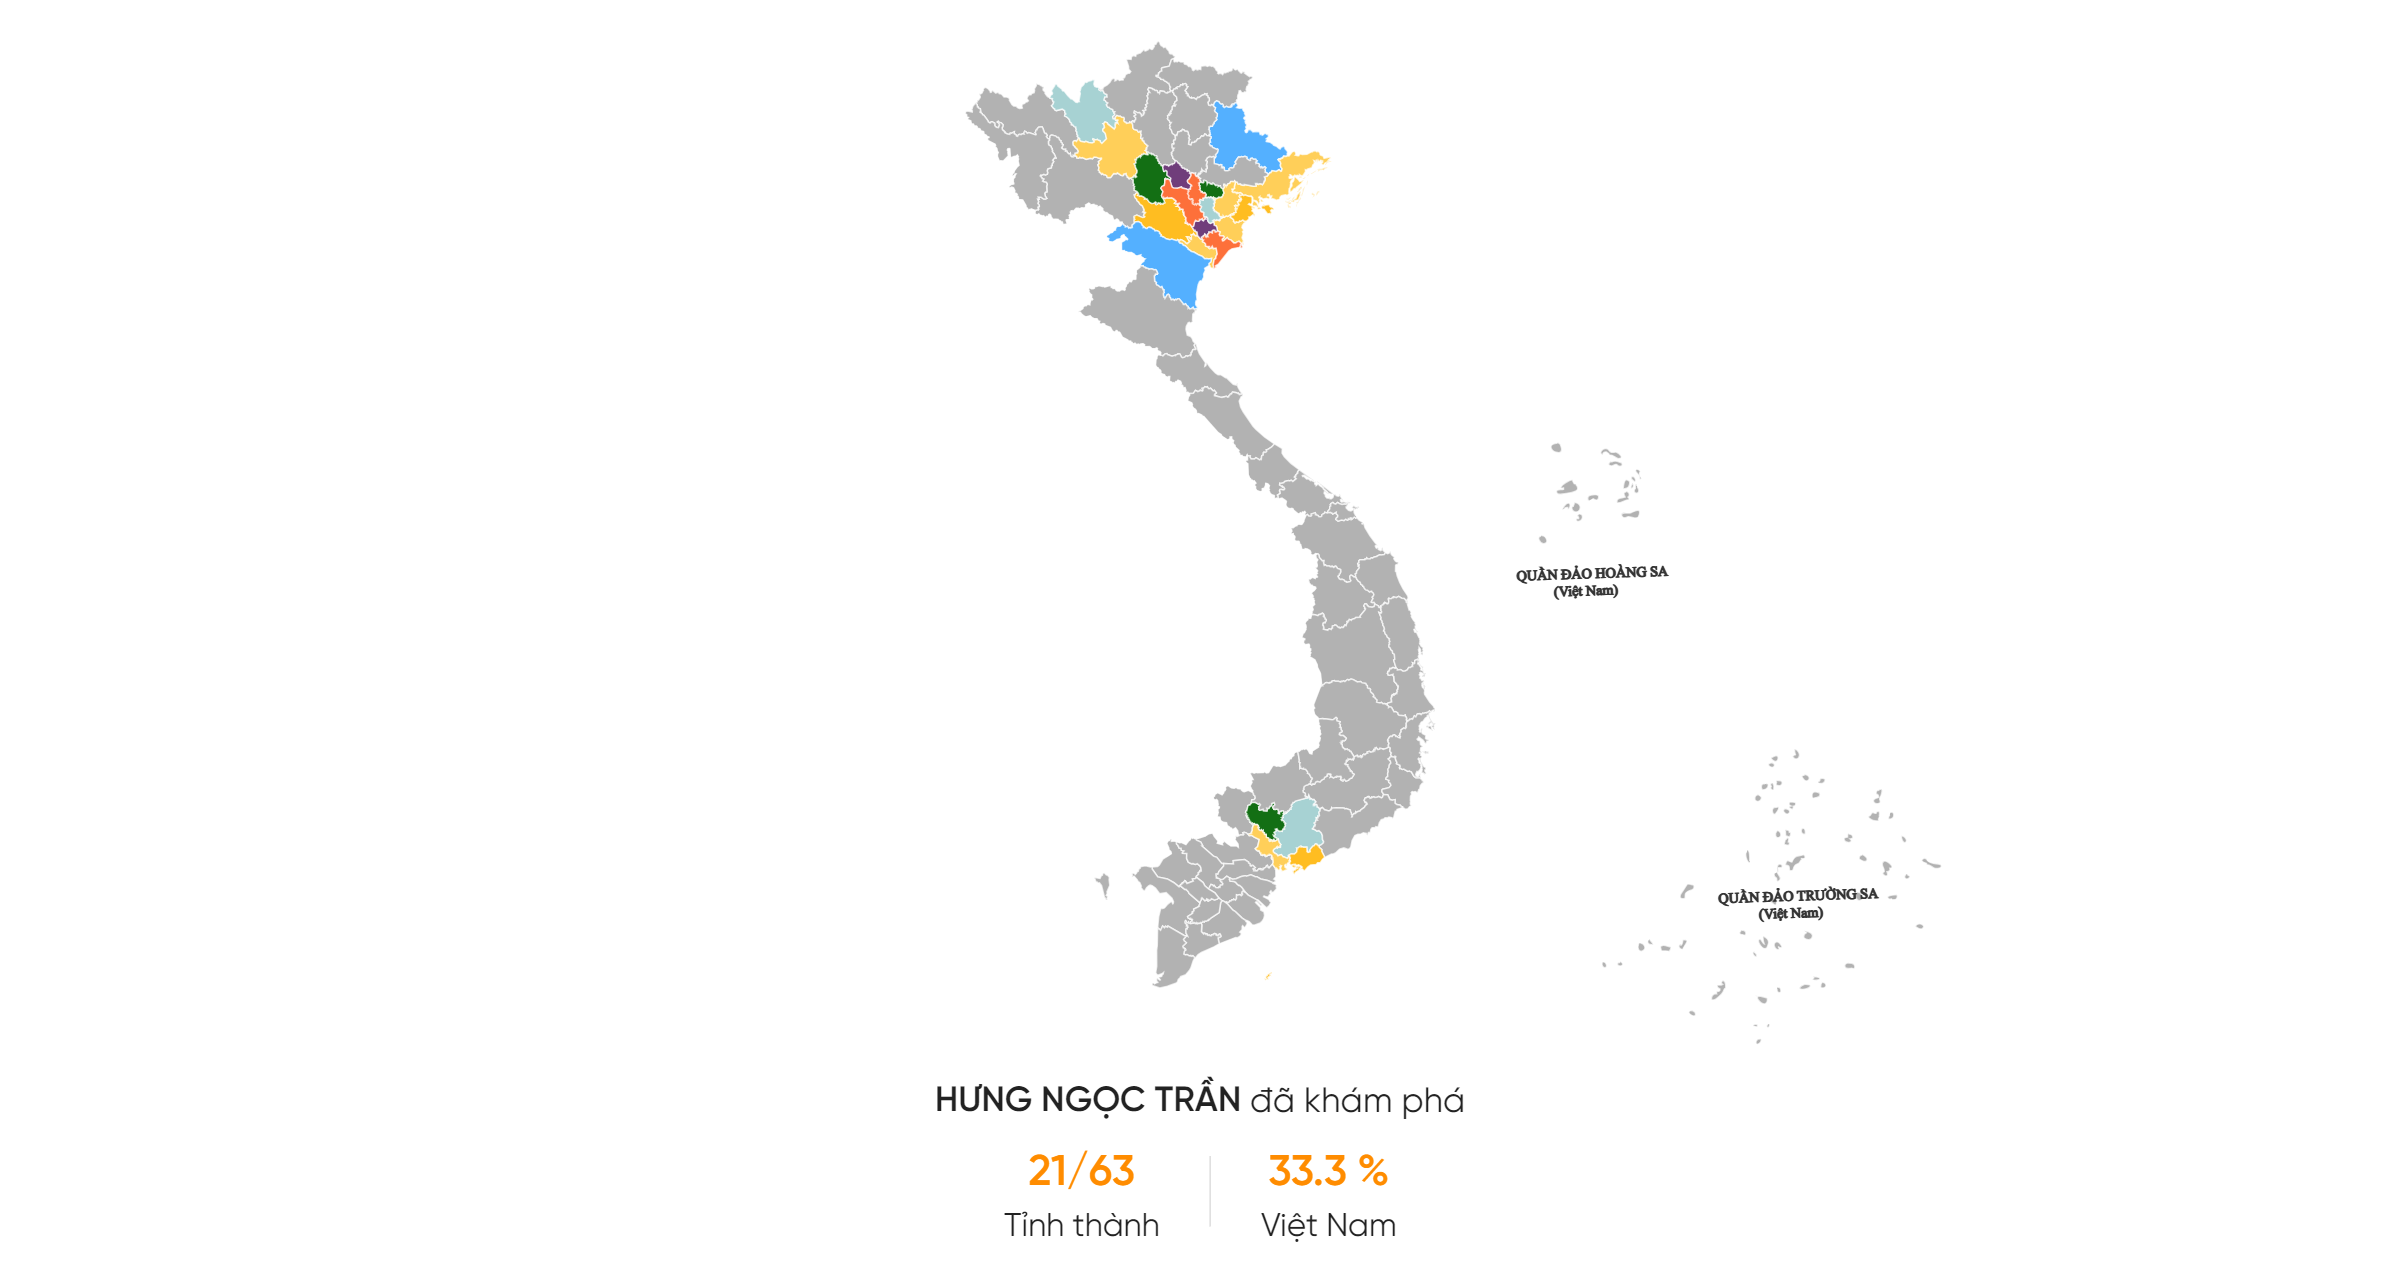 QUẦN ĐẢO HOÀNG SA
(Việt Nam)
QUẦN ĐẢO TRƯỜNG SA
(Việt Nam)
HƯNG NGỌC TRẦN đã khám phá
21/63
Tỉnh thành
33.3 %
Việt Nam